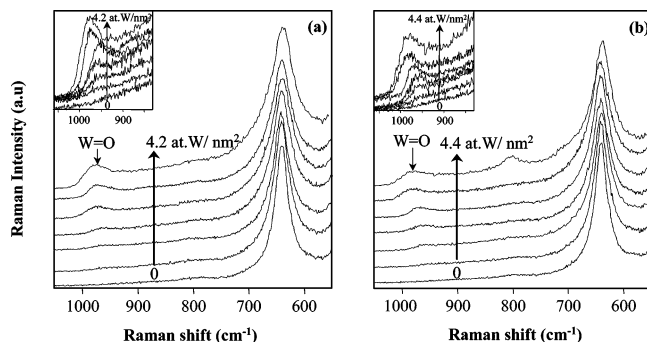 4.2 at.W/nm²
0
1000 900
(a)
W=O
4.2 at.W/ nm²
0
1000 900 800 700 600
Raman shift (cm⁻¹)
Raman Intensity (a.u)
4.4 at.W/nm²
0
1000 900
(b)
W=O
4.4 at.W/ nm²
0
1000 900 800 700 600
Raman shift (cm⁻¹)